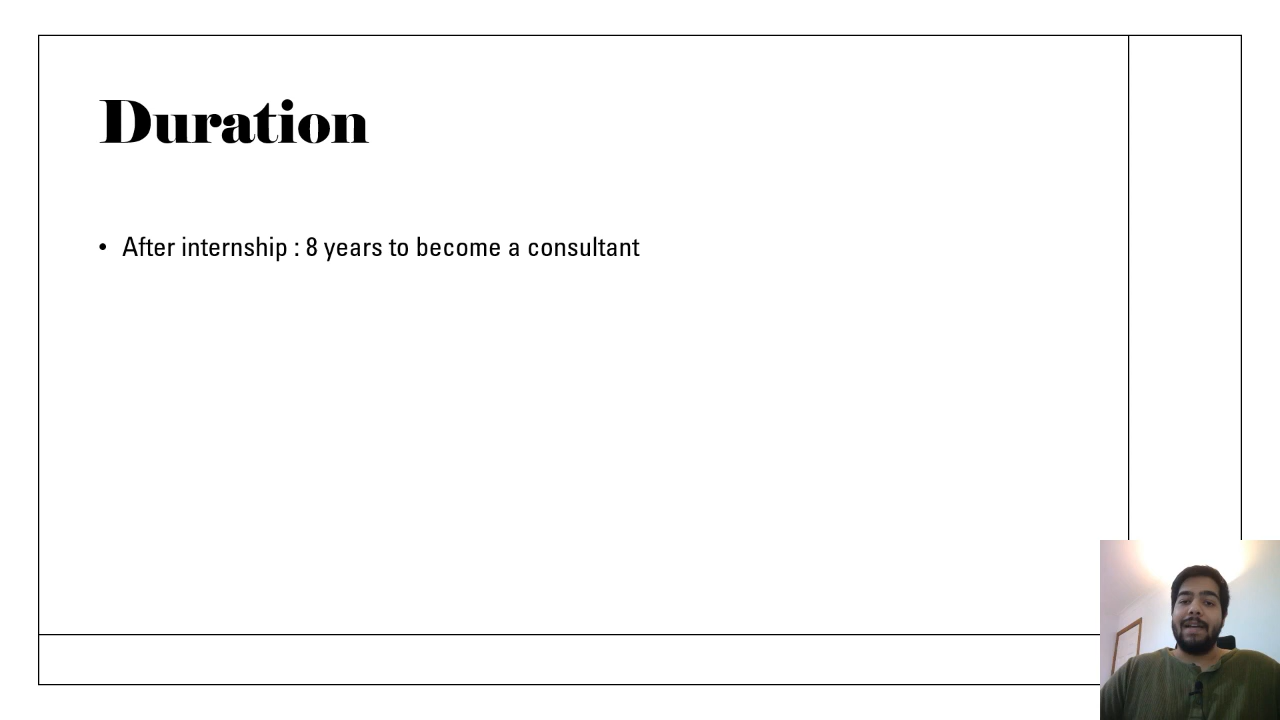 Duration
• After internship : 8 years to become a consultant